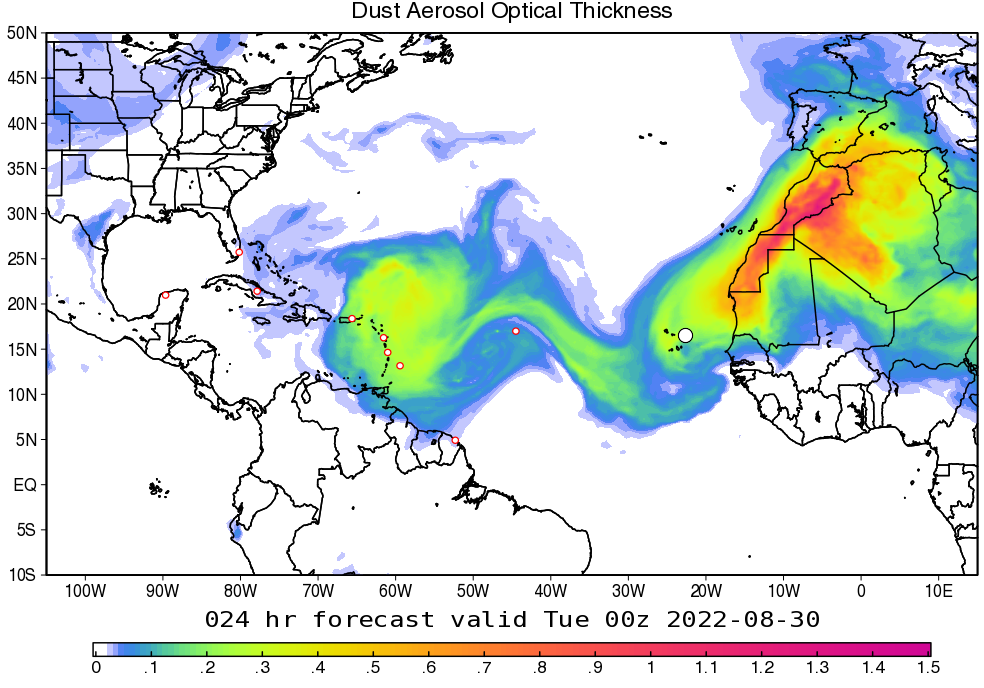 Dust Aerosol Optical Thickness
50N
45N
40N
35N
30N
25N
20N
15N
10N
5N
EQ
5S
10S
100W 90W 80W 70W 60W 50W 40W 30W 20W 10W 0 10E
024 hr forecast valid Tue 00z 2022-08-30
0 .1 .2 .3 .4 .5 .6 .7 .8 .9 1 1.1 1.2 1.3 1.4 1.5